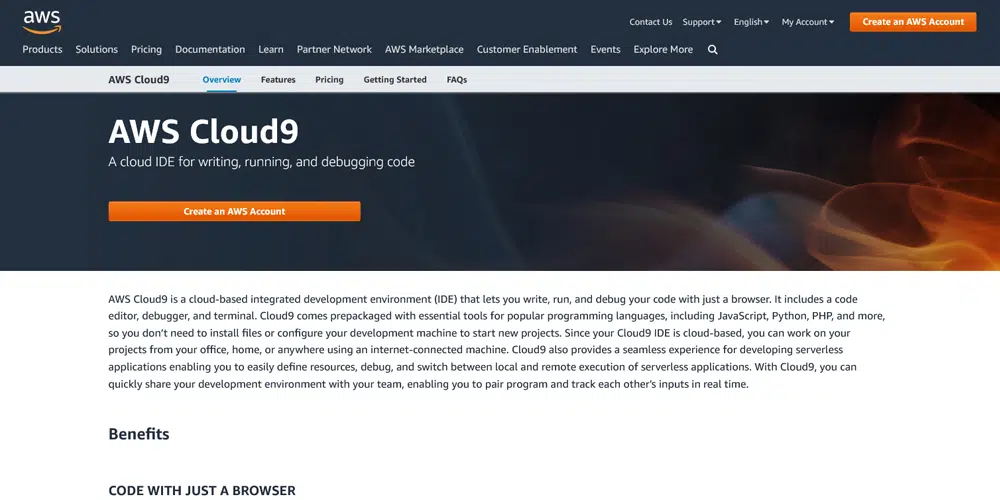 aws
Contact Us Support English My Account Create an AWS Account
Products Solutions Pricing Documentation Learn Partner Network AWS Marketplace Customer Enablement Events Explore More
AWS Cloud9 Overview Features Pricing Getting Started FAQs
AWS Cloud9
A cloud IDE for writing, running, and debugging code
Create an AWS Account
AWS Cloud9 is a cloud-based integrated development environment (IDE) that lets you write, run, and debug your code with just a browser. It includes a code
editor, debugger, and terminal. Cloud9 comes prepackaged with essential tools for popular programming languages, including JavaScript, Python, PHP, and more,
so you don’t need to install files or configure your development machine to start new projects. Since your Cloud9 IDE is cloud-based, you can work on your
projects from your office, home, or anywhere using an internet-connected machine. Cloud9 also provides a seamless experience for developing serverless
applications enabling you to easily define resources, debug, and switch between local and remote execution of serverless applications. With Cloud9, you can
quickly share your development environment with your team, enabling you to pair program and track each other’s inputs in real time.
Benefits
CODE WITH JUST A BROWSER